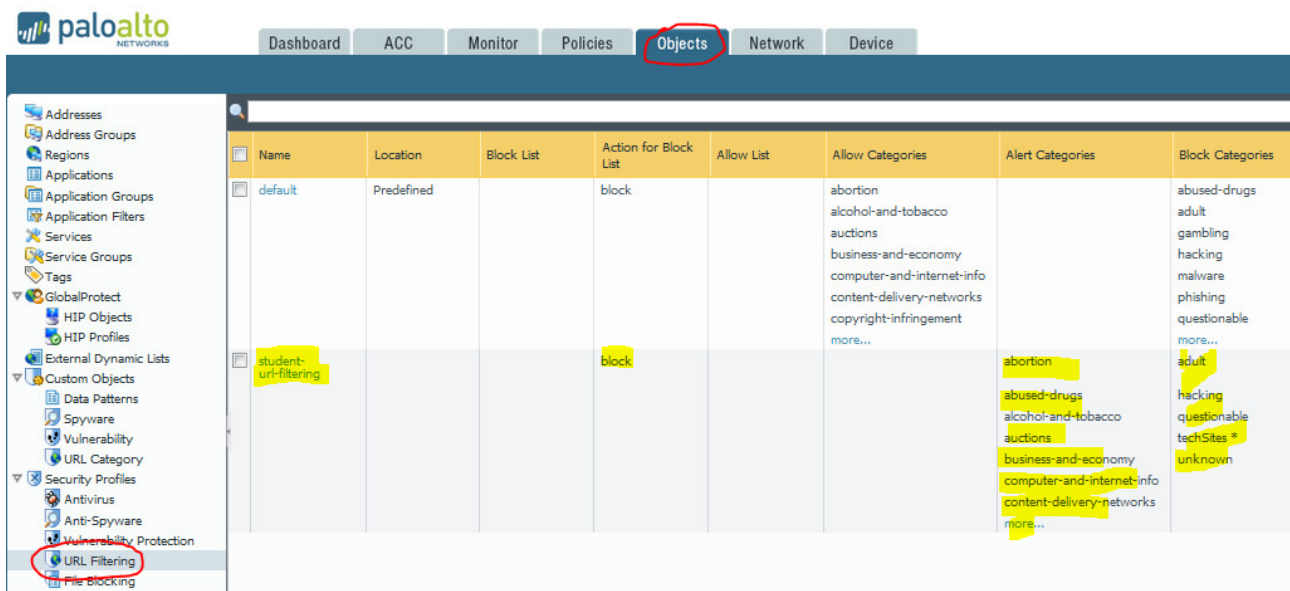 paloalto
NETWORKS
Dashboard ACC Monitor Policies Objects Network Device
Addresses
Address Groups
Regions
Applications
Application Groups
Application Filters
Services
Service Groups
Tags
GlobalProtect
HIP Objects
HIP Profiles
External Dynamic Lists
Custom Objects
Data Patterns
Spyware
Vulnerability
URL Category
Security Profiles
Antivirus
Anti-Spyware
Vulnerability Protection
URL Filtering
File Blocking
Name Location Block List Action for Block List Allow List Allow Categories Alert Categories Block Categories
default Predefined block
abortion
alcohol-and-tobacco
auctions
business-and-economy
computer-and-internet-info
content-delivery-networks
copyright-infringement
more...
abused-drugs
adult
gambling
hacking
malware
phishing
questionable
more...
student-
url-filtering
block
abortion
abused-drugs
alcohol-and-tobacco
auctions
business-and-economy
computer-and-internet-info
content-delivery-networks
more...
adult
hacking
questionable
techSites *
unknown